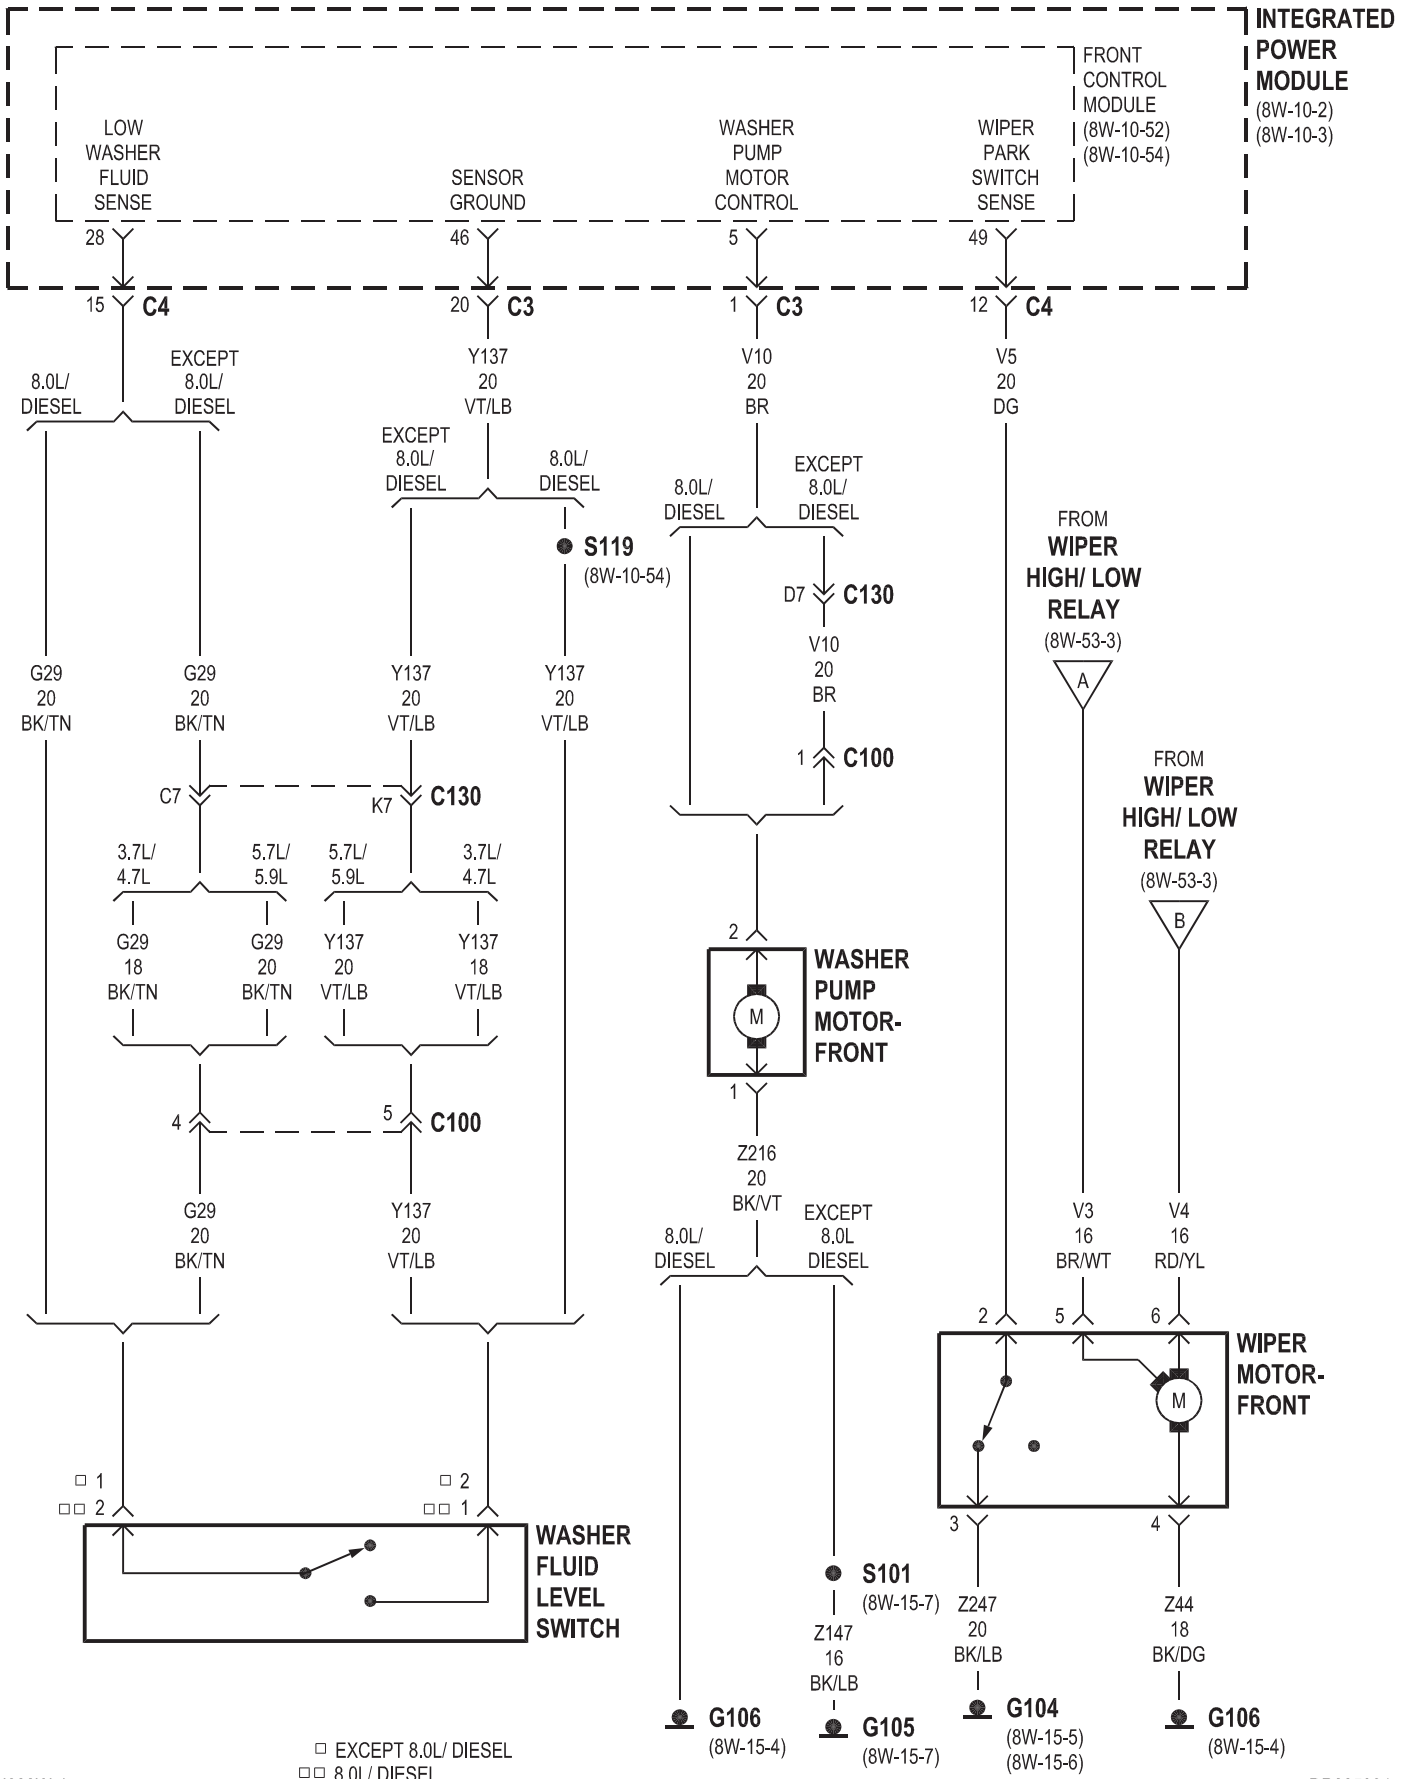 INTEGRATED
POWER
MODULE
(8W-10-2)
(8W-10-3)
FRONT
CONTROL
MODULE
(8W-10-52)
(8W-10-54)
LOW
WASHER
FLUID
SENSE
SENSOR
GROUND
WASHER
PUMP
MOTOR
CONTROL
WIPER
PARK
SWITCH
SENSE
28
46
5
49
15 C4
20 C3
1 C3
12 C4
8.0L/
DIESEL
EXCEPT
8.0L/
DIESEL
Y137
20
VT/LB
V10
20
BR
V5
20
DG
EXCEPT
8.0L/
DIESEL
8.0L/
DIESEL
8.0L/
DIESEL
EXCEPT
8.0L/
DIESEL
S119
(8W-10-54)
D7 C130
V10
20
BR
1 C100
FROM
WIPER
HIGH/ LOW
RELAY
(8W-53-3)
A
FROM
WIPER
HIGH/ LOW
RELAY
(8W-53-3)
B
G29
20
BK/TN
G29
20
BK/TN
Y137
20
VT/LB
Y137
20
VT/LB
C7
K7 C130
3.7L/
4.7L
5.7L/
5.9L
5.7L/
5.9L
3.7L/
4.7L
G29
18
BK/TN
G29
20
BK/TN
Y137
20
VT/LB
Y137
18
VT/LB
4
5 C100
G29
20
BK/TN
Y137
20
VT/LB
2
M
WASHER
PUMP
MOTOR-
FRONT
1
Z216
20
BK/VT
8.0L/
DIESEL
EXCEPT
8.0L
DIESEL
V3
16
BR/WT
V4
16
RD/YL
2
5
6
M
WIPER
MOTOR-
FRONT
3
4
□ 1
□□ 2
□ 2
□□ 1
WASHER
FLUID
LEVEL
SWITCH
S101
(8W-15-7)
Z147
16
BK/LB
Z247
20
BK/LB
Z44
18
BK/DG
G106
(8W-15-4)
G105
(8W-15-7)
G104
(8W-15-5)
(8W-15-6)
G106
(8W-15-4)
□ EXCEPT 8.0L/ DIESEL
□□ 8.0L/ DIESEL